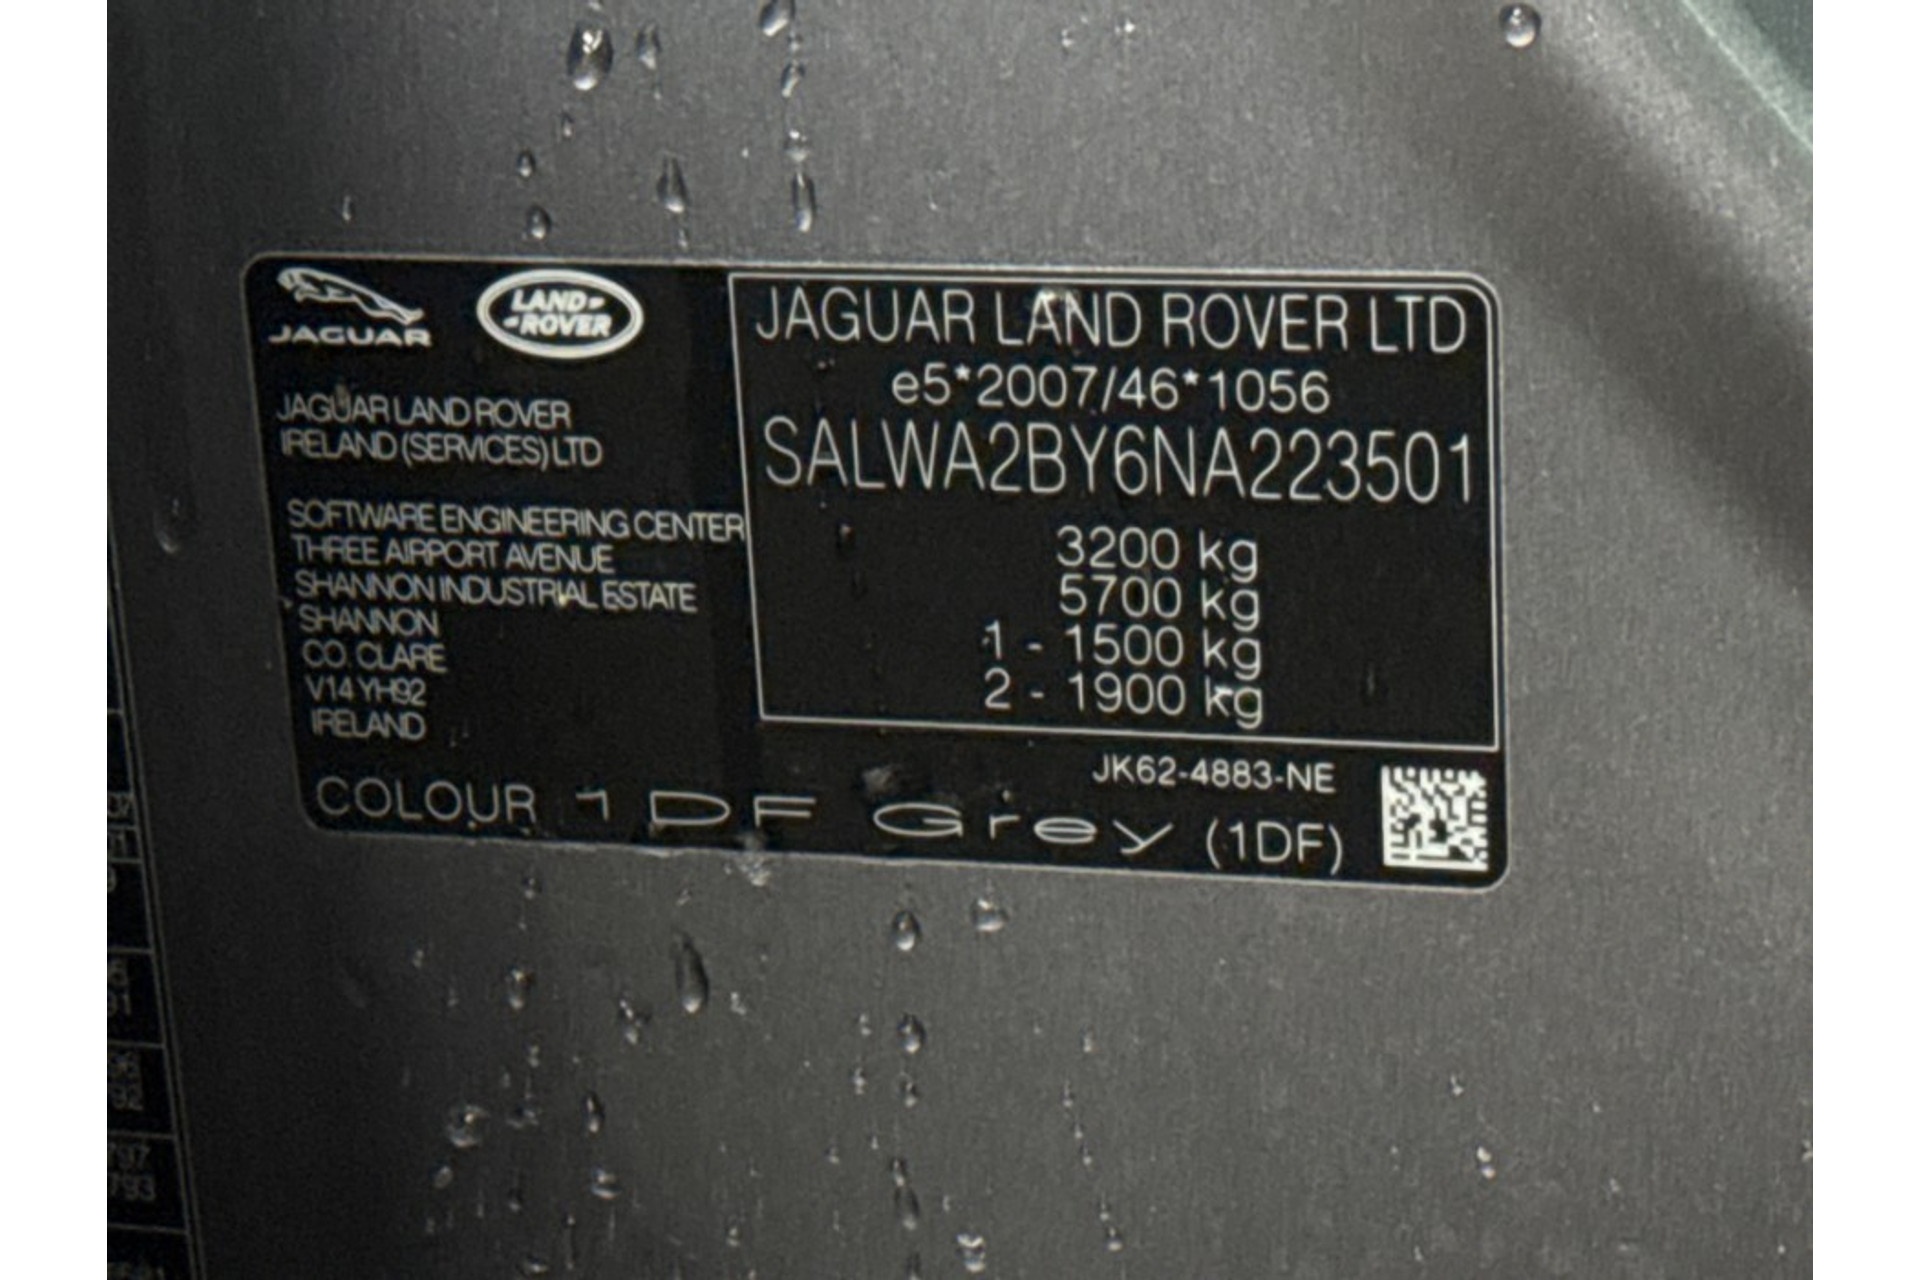 JAGUAR
LAND-
-ROVER
JAGUAR LAND ROVER
IRELAND (SERVICES) LTD
SOFTWARE ENGINEERING CENTER
THREE AIRPORT AVENUE
SHANNON INDUSTRIAL ESTATE
SHANNON
CO. CLARE
V14 YH92
IRELAND
JAGUAR LAND ROVER LTD
e5*2007/46*1056
SALWA2BY6NA223501
3200 kg
5700 kg
1 - 1500 kg
2 - 1900 kg
JK62-4883-NE
COLOUR 1DF Grey (1DF)
797
793